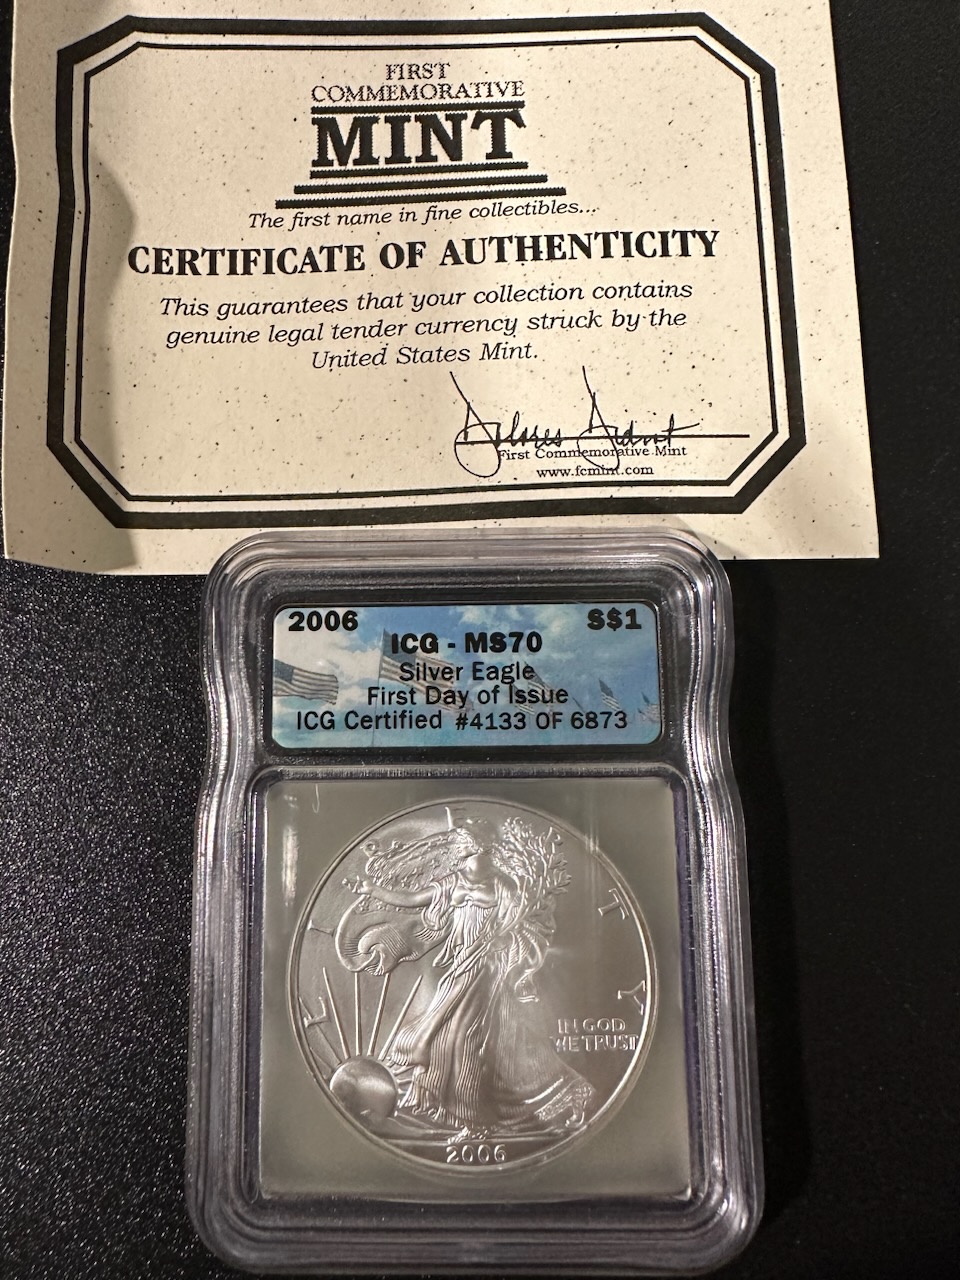 FIRST
COMMEMORATIVE
MINT
The first name in fine collectibles...
CERTIFICATE OF AUTHENTICITY
This guarantees that your collection contains
genuine legal tender currency struck by the
United States Mint.
First Commemorative Mint
www.fcmint.com
2006 S$1
ICG - MS70
Silver Eagle
First Day of Issue
ICG Certified #4133 OF 6873
LIBERTY
IN GOD
WE TRUST
2006